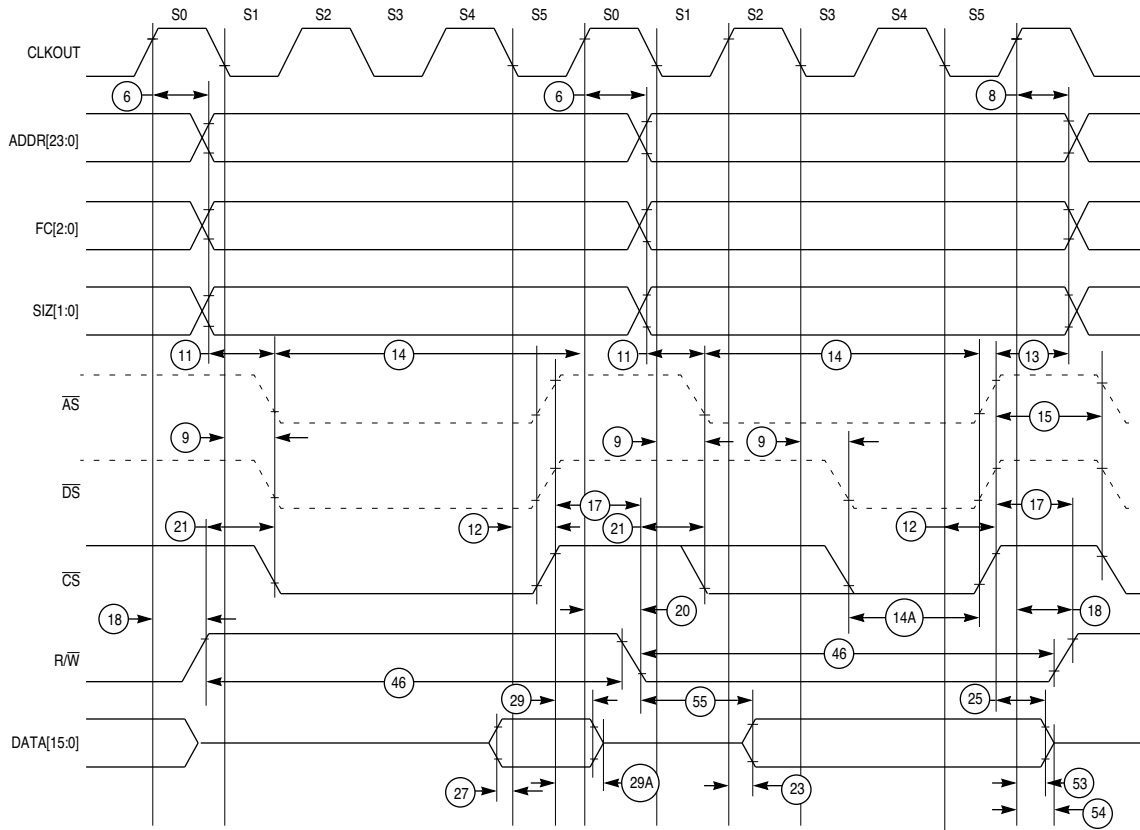 S0 S1 S2 S3 S4 S5 S0 S1 S2 S3 S4 S5
CLKOUT
6 6 8
ADDR[23:0]
FC[2:0]
SIZ[1:0]
11 14 11 14 13
AS
15
9 9 9
DS
17 17
21 12 21 12
CS
18 20 14A 18
R/W
46 46
29 55 25
DATA[15:0]
27 29A 23 53
54